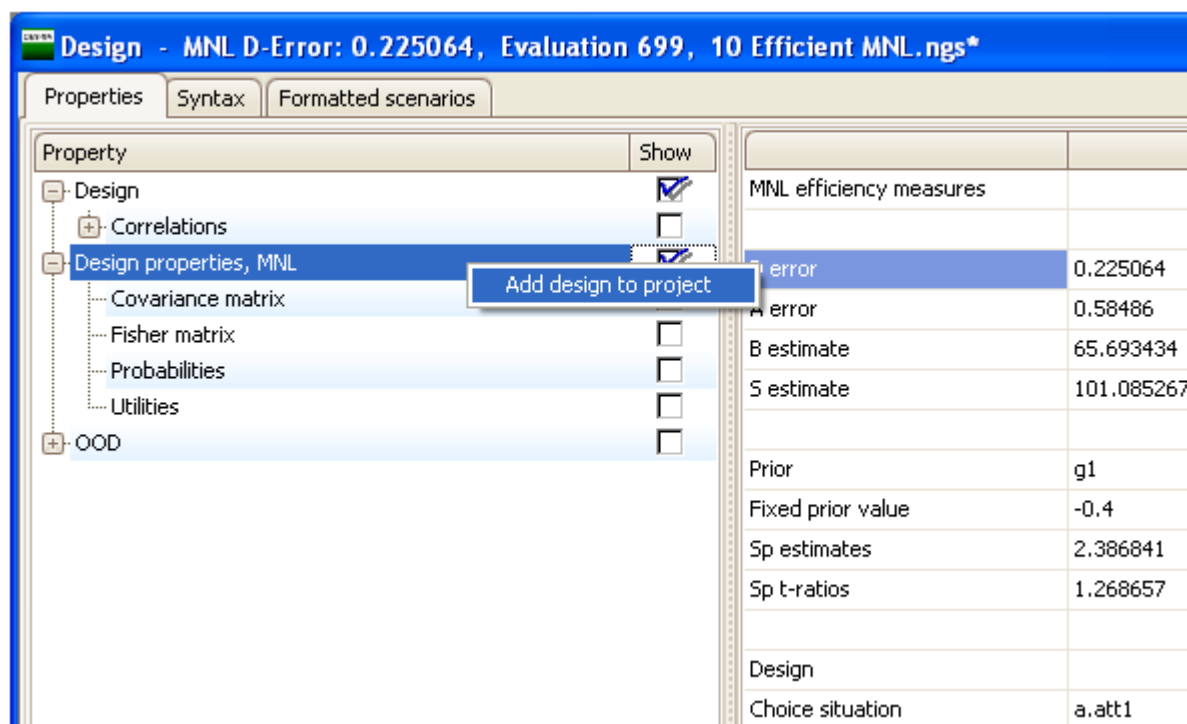 Design - MNL D-Error: 0.225064, Evaluation 699, 10 Efficient MNL.ngs*
Properties Syntax Formatted scenarios
Property Show
Design
Correlations
Design properties, MNL
Add design to project
Covariance matrix
Fisher matrix
Probabilities
Utilities
OOD
MNL efficiency measures
error 0.225064
A error 0.58486
B estimate 65.693434
S estimate 101.085267
Prior g1
Fixed prior value -0.4
Sp estimates 2.386841
Sp t-ratios 1.268657
Design
Choice situation a.att1